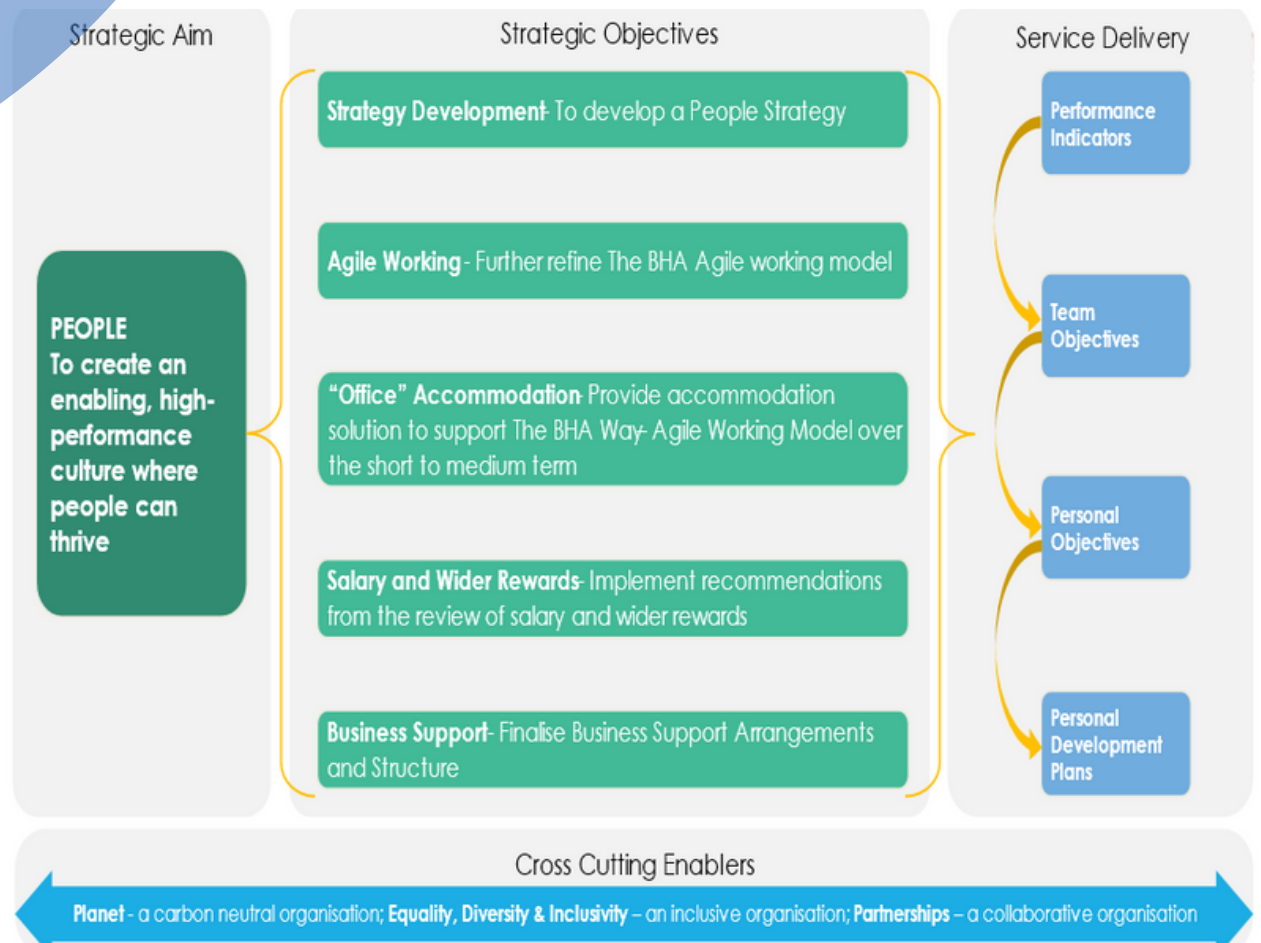 Strategic Aim
PEOPLE
To create an
enabling, high-
performance
culture where
people can
thrive
Strategic Objectives
Strategy Development- To develop a People Strategy
Agile Working - Further refine The BHA Agile working model
“Office” Accommodation- Provide accommodation
solution to support The BHA Way- Agile Working Model over
the short to medium term
Salary and Wider Rewards- Implement recommendations
from the review of salary and wider rewards
Business Support- Finalise Business Support Arrangements
and Structure
Service Delivery
Performance
Indicators
Team
Objectives
Personal
Objectives
Personal
Development
Plans
Cross Cutting Enablers
Planet - a carbon neutral organisation; Equality, Diversity & Inclusivity – an inclusive organisation; Partnerships – a collaborative organisation